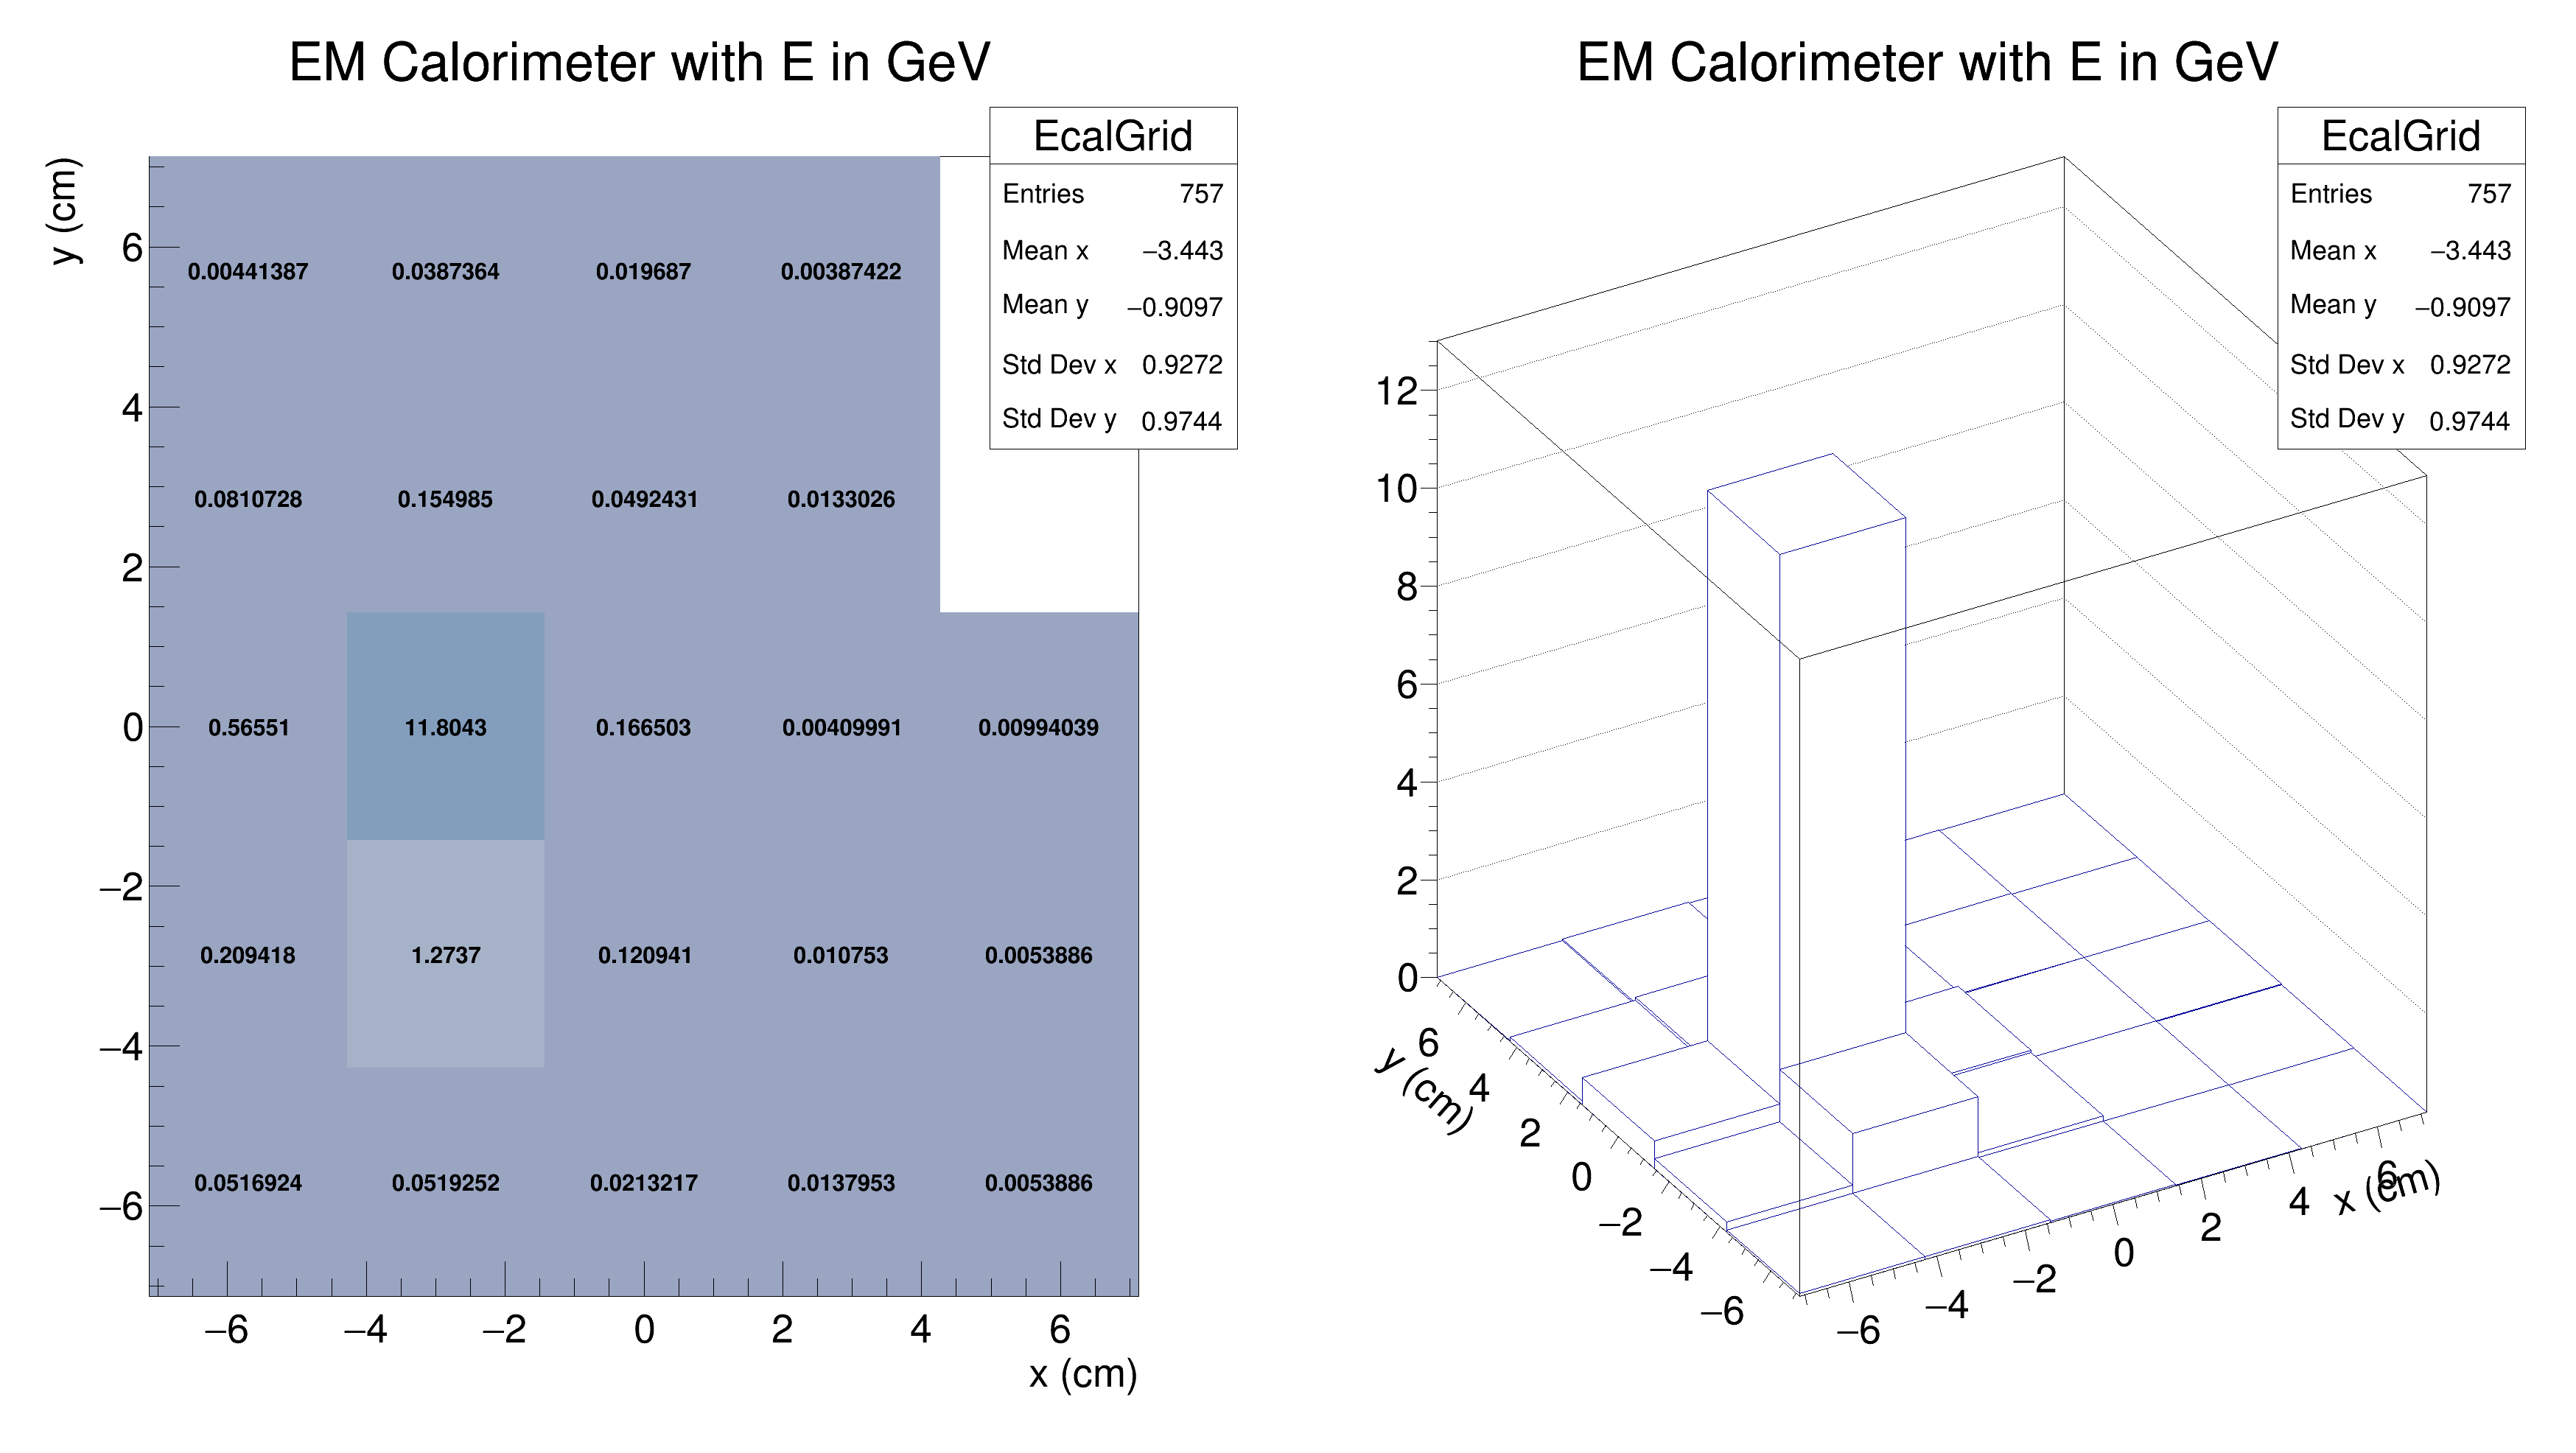 EM Calorimeter with E in GeV
EcalGrid
Entries 757
Mean x −3.443
Mean y −0.9097
Std Dev x 0.9272
Std Dev y 0.9744
y (cm)
6
4
2
0
−2
−4
−6
0.00441387 0.0387364 0.019687 0.00387422
0.0810728 0.154985 0.0492431 0.0133026
0.56551 11.8043 0.166503 0.00409991 0.00994039
0.209418 1.2737 0.120941 0.010753 0.0053886
0.0516924 0.0519252 0.0213217 0.0137953 0.0053886
−6 −4 −2 0 2 4 6
x (cm)
EM Calorimeter with E in GeV
EcalGrid
Entries 757
Mean x −3.443
Mean y −0.9097
Std Dev x 0.9272
Std Dev y 0.9744
12
10
8
6
4
2
0
y (cm)
6
4
2
0
−2
−4
−6
−6 −4 −2 0 2 4 6
x (cm)